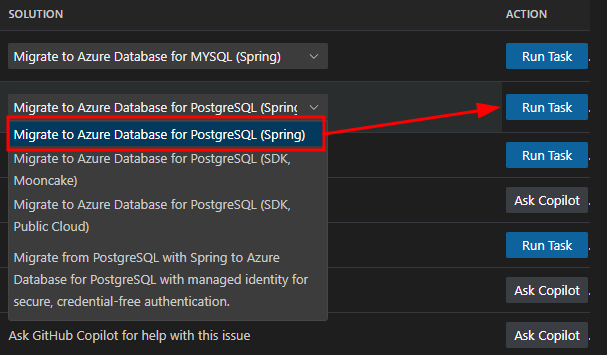 SOLUTION ACTION
Migrate to Azure Database for MYSQL (Spring) Run Task
Migrate to Azure Database for PostgreSQL (Spring Run Task
Migrate to Azure Database for PostgreSQL (Spring)
Migrate to Azure Database for PostgreSQL (SDK, Run Task
Mooncake)
Migrate to Azure Database for PostgreSQL (SDK, Ask Copilot
Public Cloud)
Migrate from PostgreSQL with Spring to Azure Run Task
Database for PostgreSQL with managed identity for
secure, credential-free authentication. Ask Copilot
Ask GitHub Copilot for help with this issue Ask Copilot